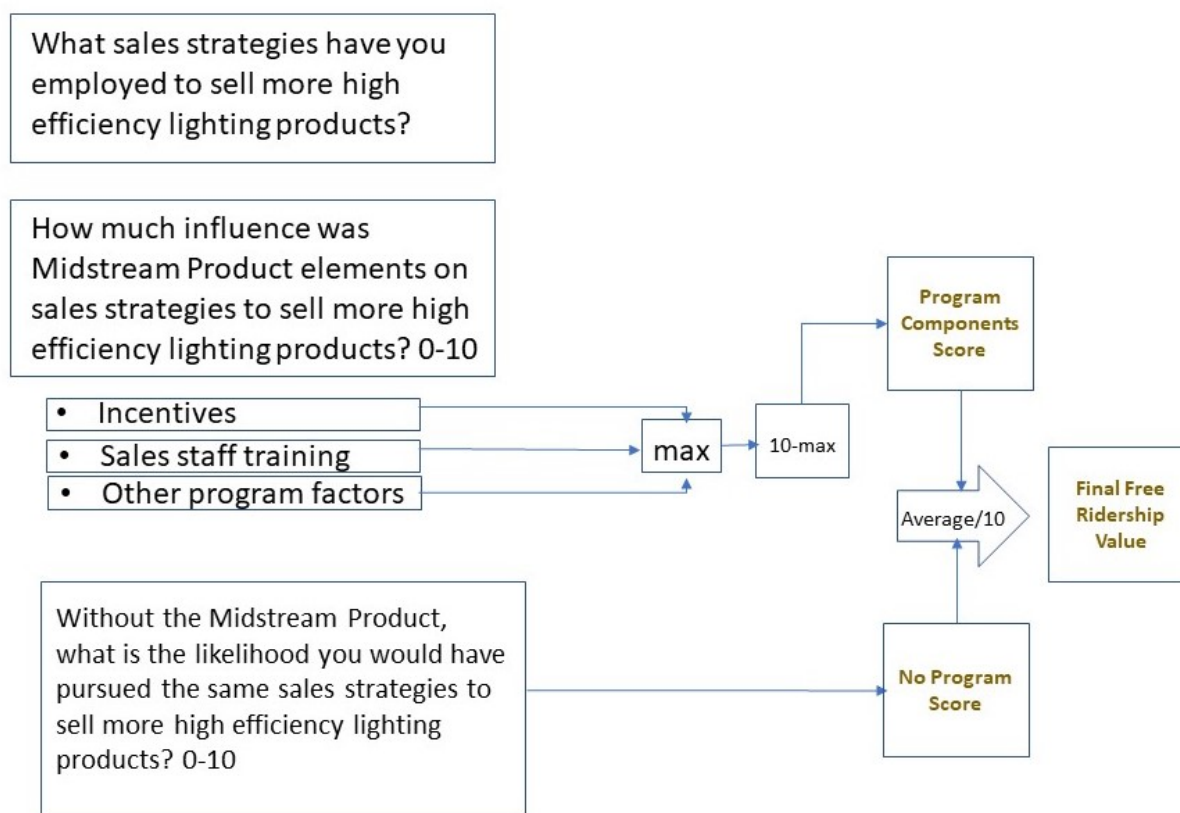 What sales strategies have you
employed to sell more high
efficiency lighting products?
How much influence was
Midstream Product elements on
sales strategies to sell more high
efficiency lighting products? 0-10
• Incentives
• Sales staff training
• Other program factors
max
10-max
Program
Components
Score
Average/10
Final Free
Ridership
Value
Without the Midstream Product,
what is the likelihood you would have
pursued the same sales strategies to
sell more high efficiency lighting
products? 0-10
No Program
Score